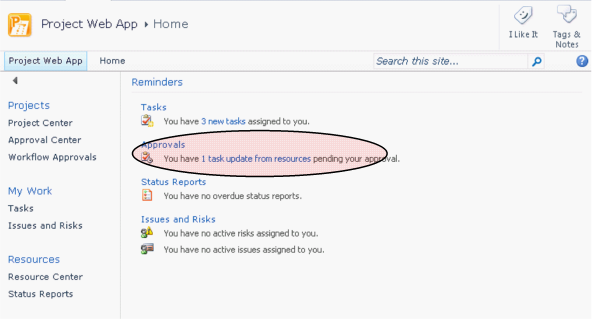 Project Web App ▸ Home
I Like It
Tags &
Notes
Project Web App
Home
Search this site...
Reminders
Projects
Project Center
Approval Center
Workflow Approvals
My Work
Tasks
Issues and Risks
Resources
Resource Center
Status Reports
Tasks
You have 3 new tasks assigned to you.
Approvals
You have 1 task update from resources pending your approval.
Status Reports
You have no overdue status reports.
Issues and Risks
You have no active risks assigned to you.
You have no active issues assigned to you.